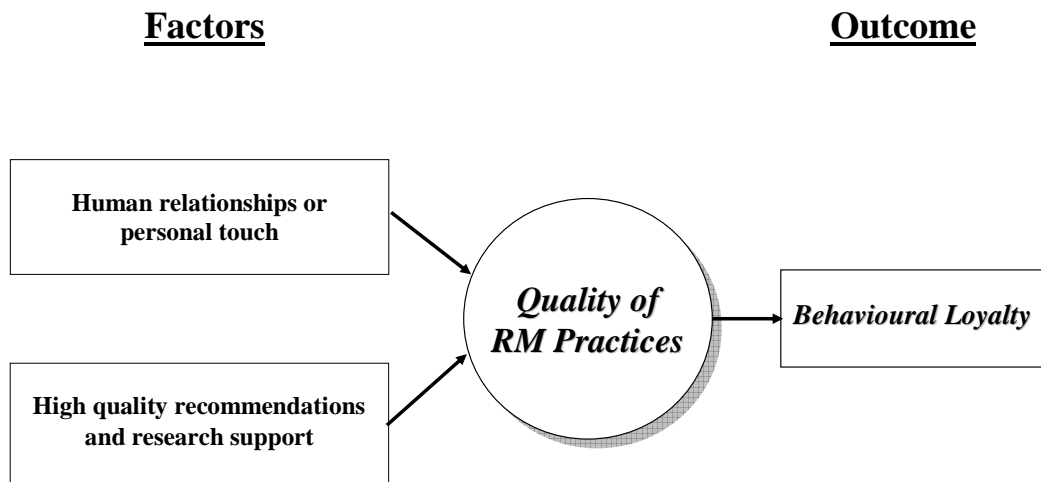 Factors
Outcome
Human relationships or
personal touch
Quality of
RM Practices
Behavioural Loyalty
High quality recommendations
and research support